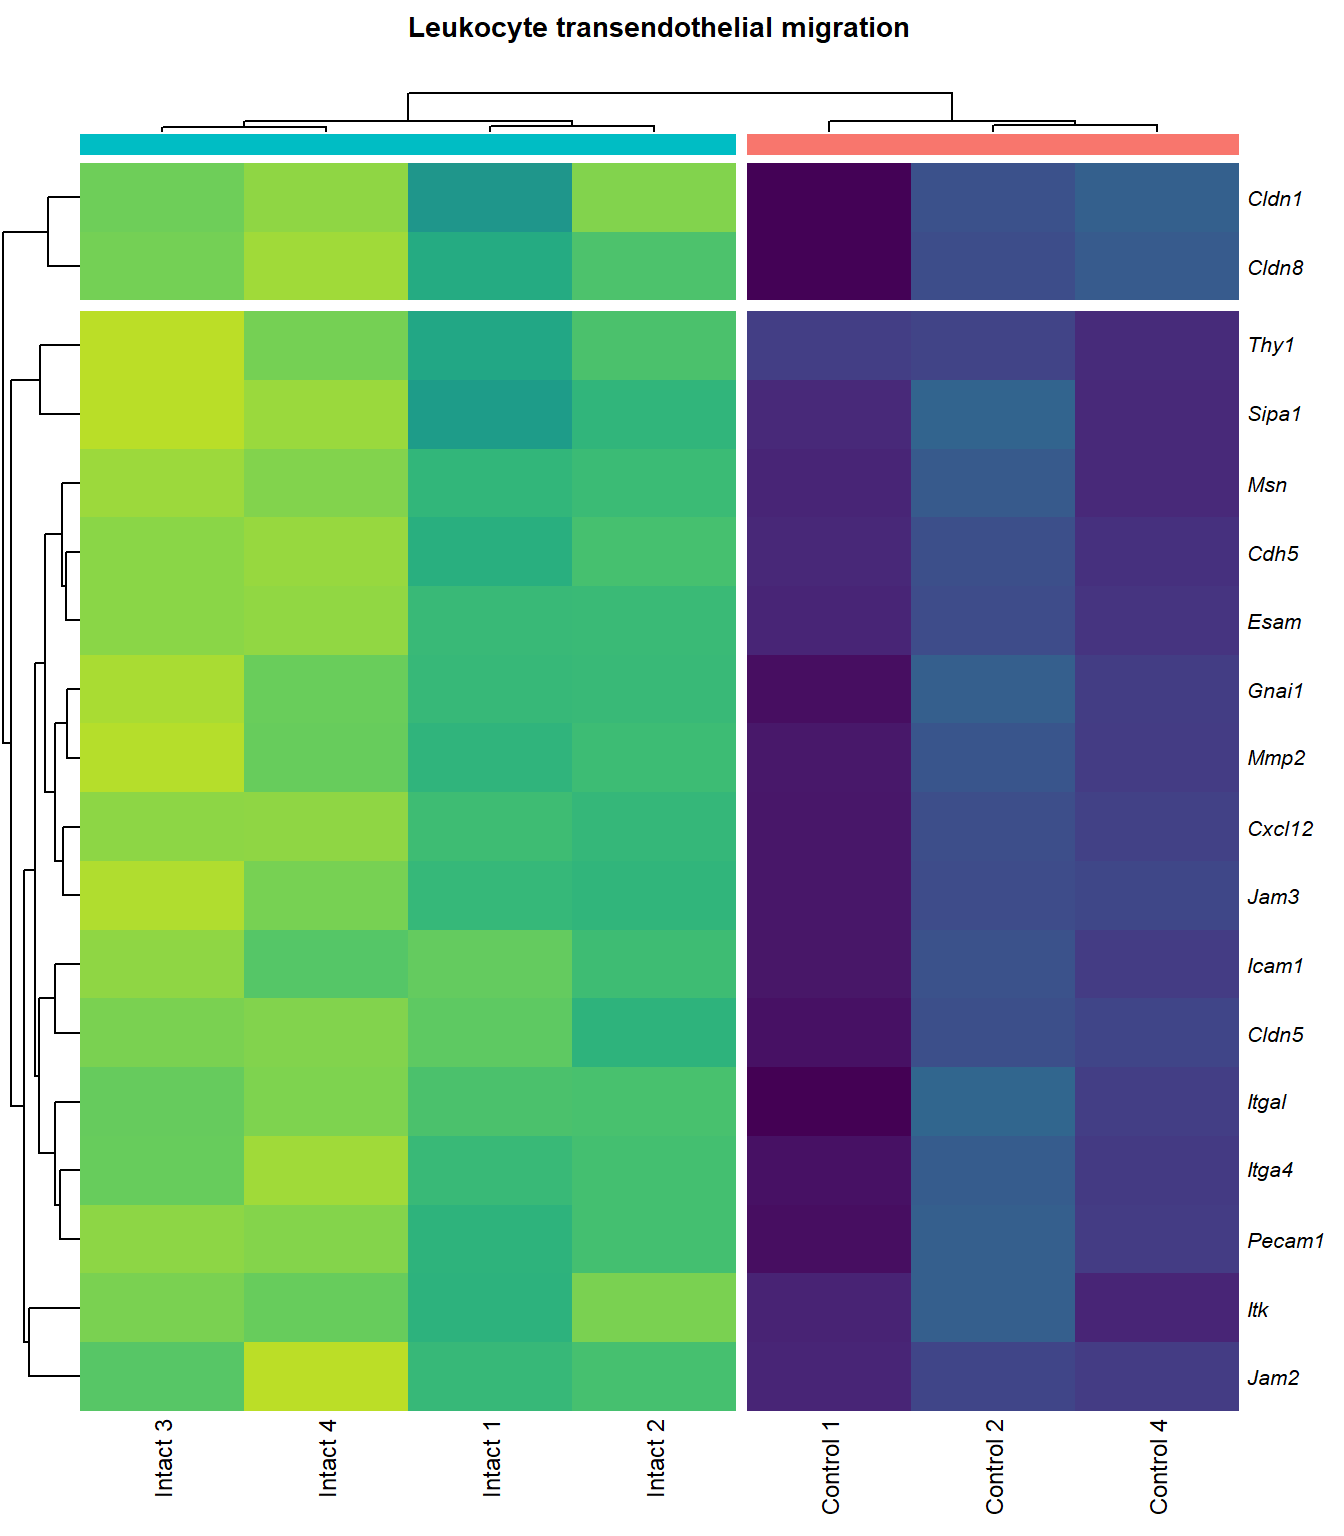 Leukocyte transendothelial migration
Cldn1
Cldn8
Thy1
Sipa1
Msn
Cdh5
Esam
Gnai1
Mmp2
Cxcl12
Jam3
Icam1
Cldn5
Itgal
Itga4
Pecam1
Itk
Jam2
Intact 3
Intact 4
Intact 1
Intact 2
Control 1
Control 2
Control 4